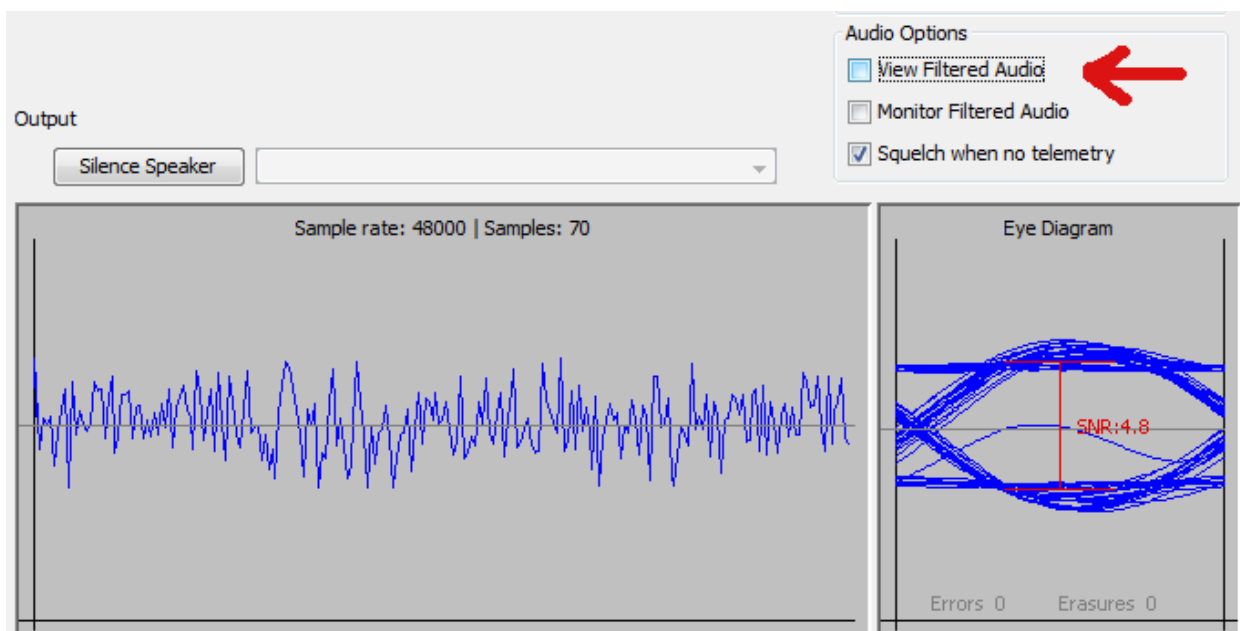 Audio Options
View Filtered Audio
Monitor Filtered Audio
Squelch when no telemetry
Output
Silence Speaker
Sample rate: 48000 | Samples: 70
Eye Diagram
SNR:4.8
Errors 0 Erasures 0